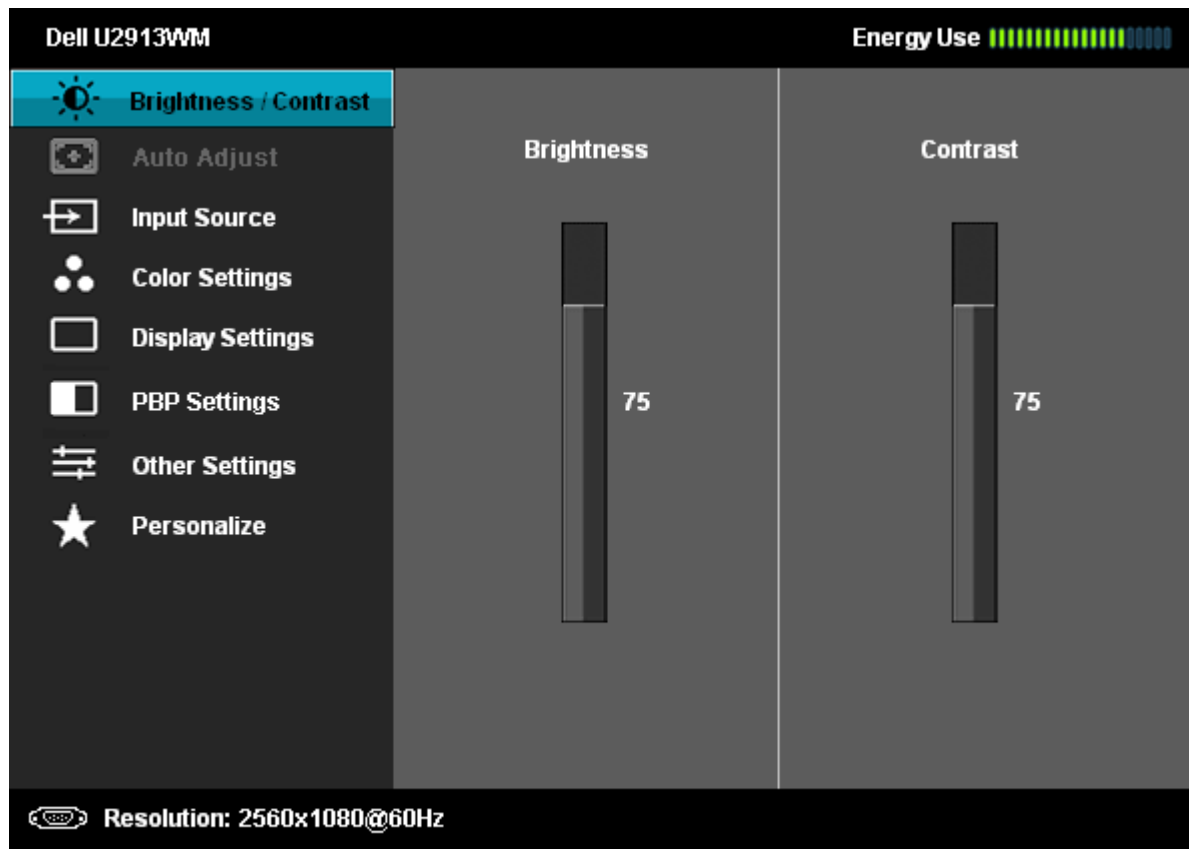 Dell U2913WM
Energy Use
Brightness / Contrast
Auto Adjust
Input Source
Color Settings
Display Settings
PBP Settings
Other Settings
Personalize
Brightness
75
Contrast
75
Resolution: 2560x1080@60Hz